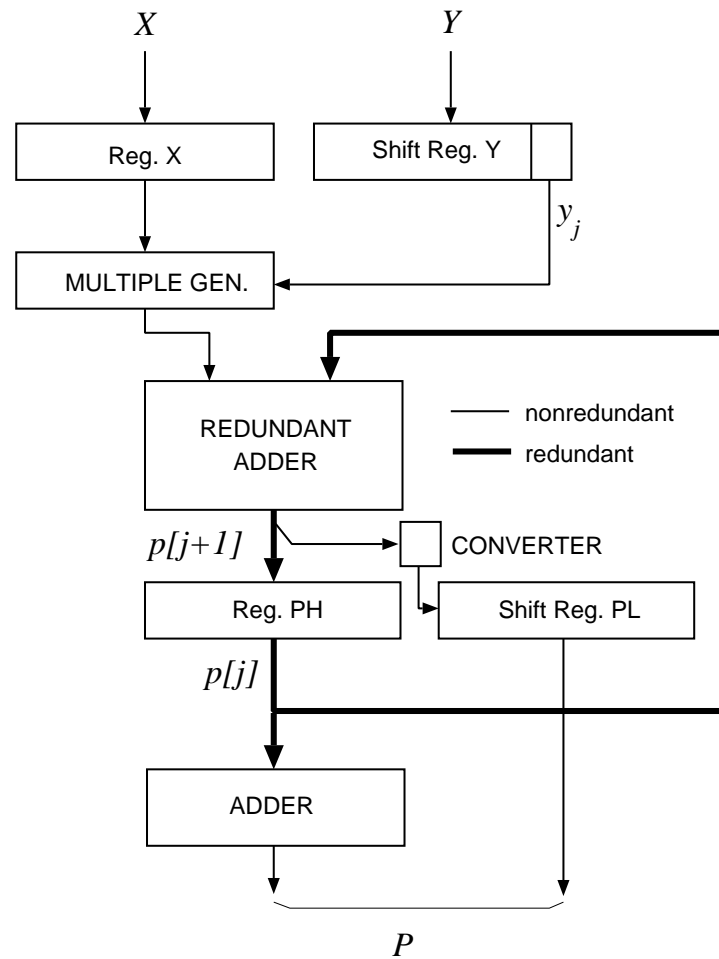 X
Y
Reg. X
Shift Reg. Y
y_j
MULTIPLE GEN.
REDUNDANT
ADDER
nonredundant
redundant
p[j+1]
CONVERTER
Reg. PH
Shift Reg. PL
p[j]
ADDER
P